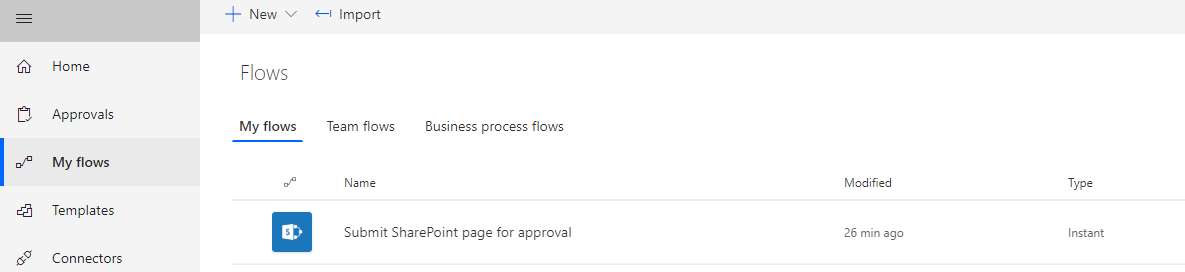 New
Import
Home
Approvals
My flows
Templates
Connectors
Flows
My flows Team flows Business process flows
Name Modified Type
Submit SharePoint page for approval 26 min ago Instant